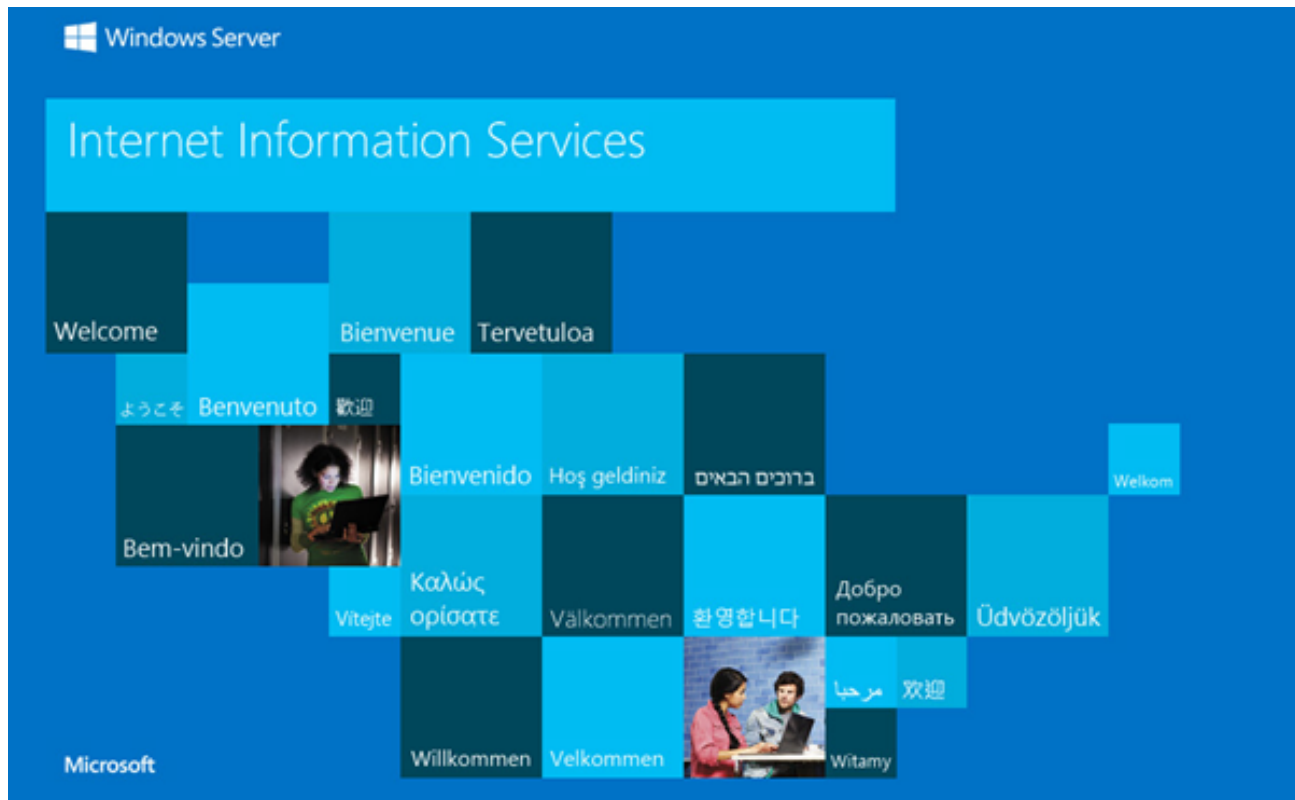 Windows Server
Internet Information Services
Welcome
Bienvenue
Tervetuloa
ようこそ
Benvenuto
歡迎
Bienvenido
Hoş geldiniz
ברוכים הבאים
Welkom
Bem-vindo
Vítejte
Καλώς
ορίσατε
Välkommen
환영합니다
Добро
пожаловать
Üdvözöljük
مرحبا
欢迎
Willkommen
Velkommen
Witamy
Microsoft